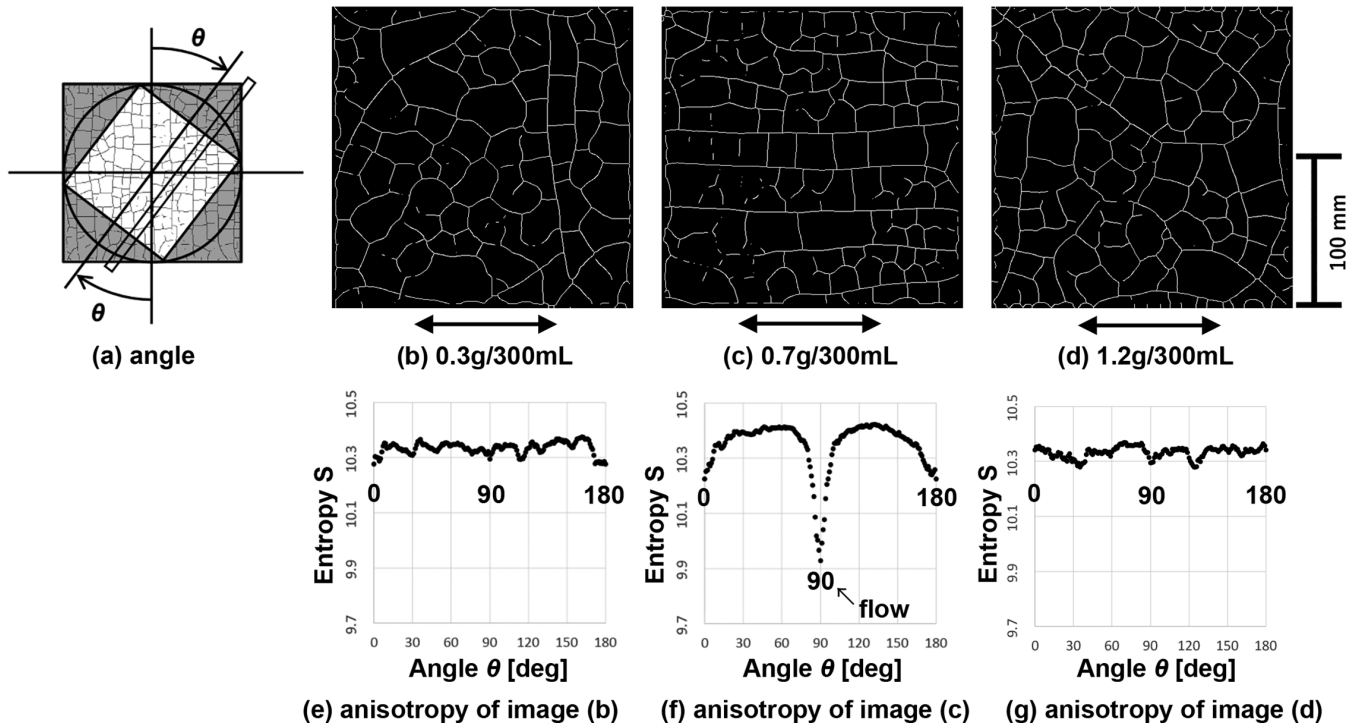 θ
θ
(a) angle
(b) 0.3g/300mL
(c) 0.7g/300mL
(d) 1.2g/300mL
100 mm
Entropy S
10.5
10.3
10.1
9.9
9.7
0
90
180
0
30
60
90
120
150
180
Angle θ [deg]
(e) anisotropy of image (b)
Entropy S
10.5
10.3
10.1
9.9
9.7
0
180
90
flow
0
30
60
90
120
150
180
Angle θ [deg]
(f) anisotropy of image (c)
Entropy S
10.5
10.3
10.1
9.9
9.7
0
90
180
0
30
60
90
120
150
180
Angle θ [deg]
(g) anisotropy of image (d)